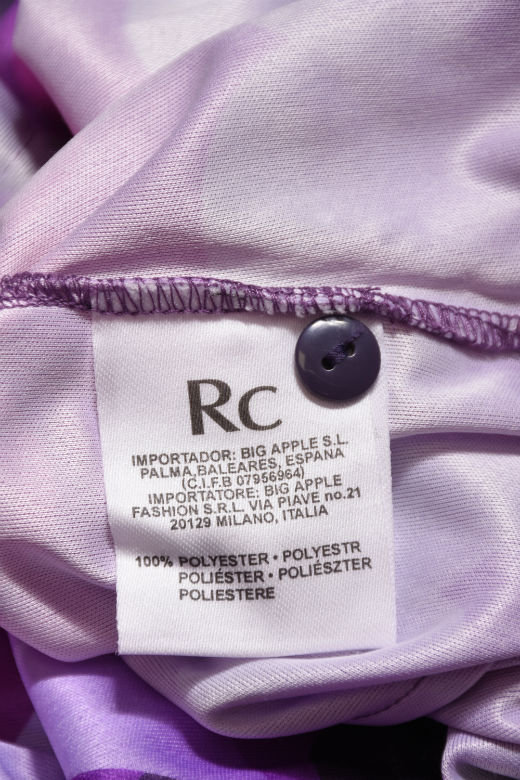 Rc
IMPORTADOR: BIG APPLE S.L.
PALMA,BALEARES, ESPANA
(C.I.F.B 07956964)
IMPORTATORE: BIG APPLE
FASHION S.R.L. VIA PIAVE no.21
20129 MILANO, ITALIA
100% POLYESTER • POLYESTR
POLIÉSTER • POLIÉSZTER
POLIESTERE